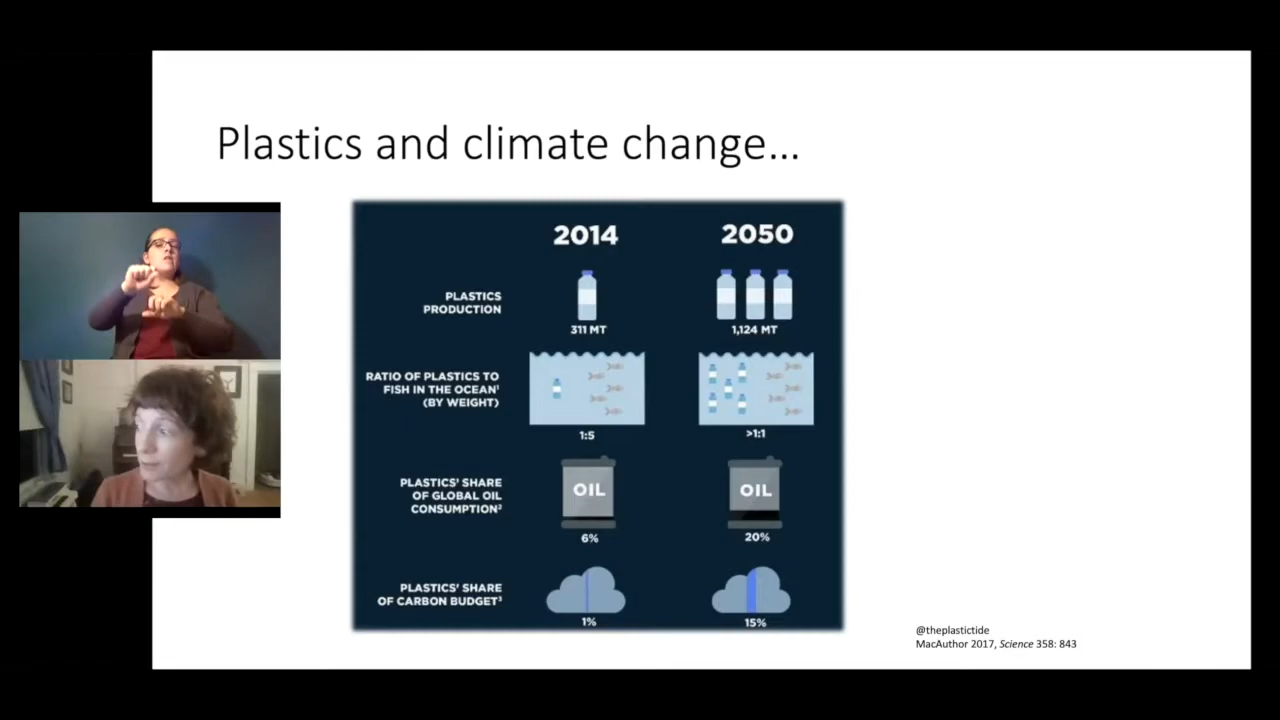 Plastics and climate change...
2014
2050
PLASTICS
PRODUCTION
311 MT
1,124 MT
RATIO OF PLASTICS TO
FISH IN THE OCEAN¹
(BY WEIGHT)
1:5
>1:1
PLASTICS' SHARE
OF GLOBAL OIL
CONSUMPTION²
OIL
OIL
6%
20%
PLASTICS' SHARE
OF CARBON BUDGET³
1%
15%
@theplastictide
MacAuthor 2017, Science 358: 843